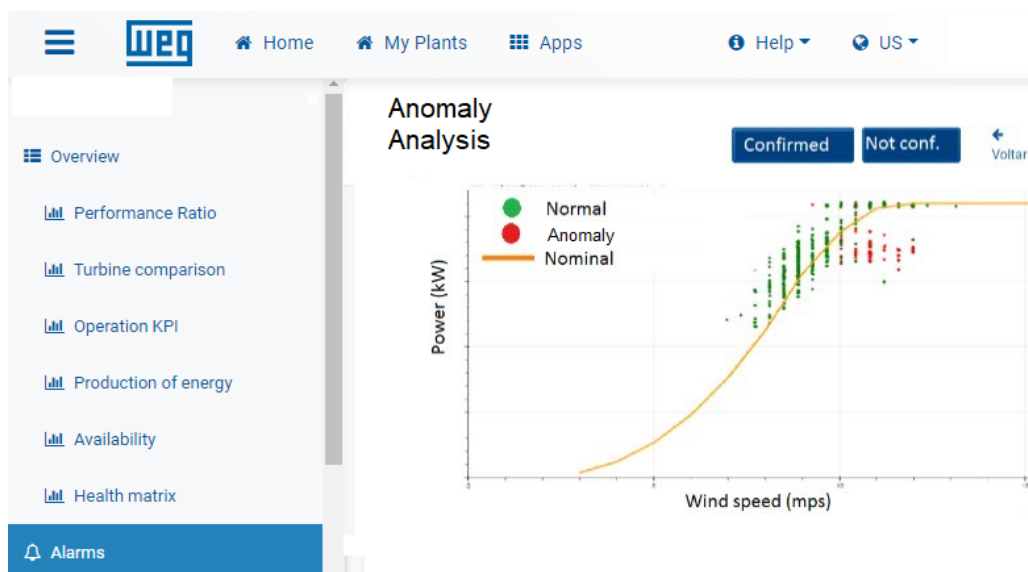 WEG
Home
My Plants
Apps
Help
US
Overview
Performance Ratio
Turbine comparison
Operation KPI
Production of energy
Availability
Health matrix
Alarms
Anomaly
Analysis
Confirmed
Not conf.
Voltar
Normal
Anomaly
Nominal
Power (kW)
Wind speed (mps)